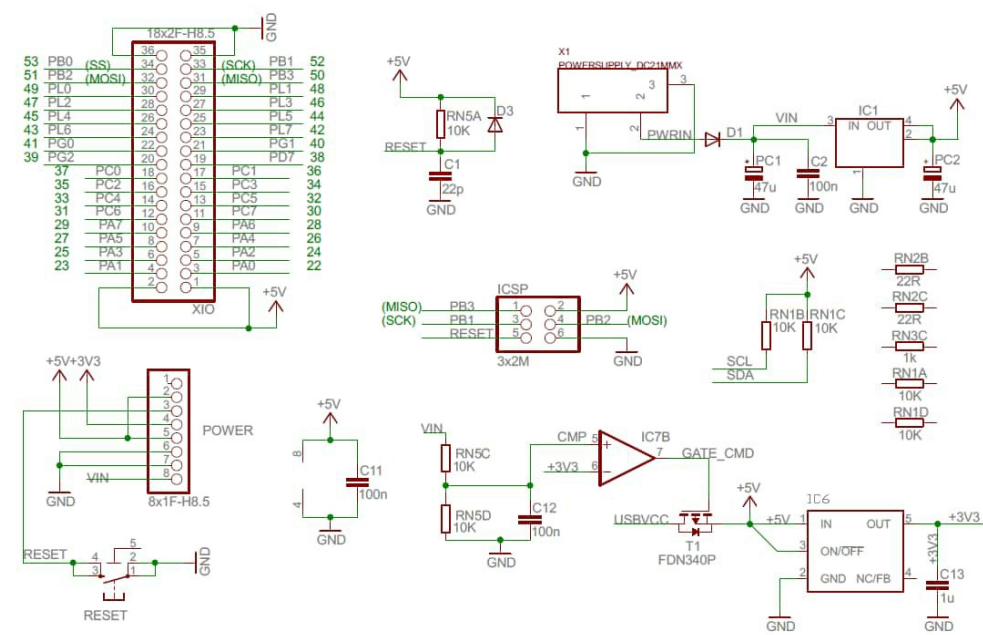 18x2F-H8.5
GND
36 35
53 PB0 (SS) 34 33 (SCK) PB1 52
51 PB2 (MOSI) 32 31 (MISO) PB3 50
49 PL0 30 29 PL1 48
47 PL2 28 27 PL3 46
45 PL4 26 25 PL5 44
43 PL6 24 23 PL7 42
41 PG0 22 21 PG1 40
39 PG2 20 19 PD7 38
37 PC0 18 17 PC1 36
35 PC2 16 15 PC3 34
33 PC4 14 13 PC5 32
31 PC6 12 11 PC7 30
29 PA7 10 9 PA6 28
27 PA5 8 7 PA4 26
25 PA3 6 5 PA2 24
23 PA1 4 3 PA0 22
2 1
XIO
+5V
+5V
RN5A
10K
D3
RESET
C1
22p
GND
X1
POWERSUPPLY_DC21MMX
3 3
1 2
1 2
PWRIN
D1
GND
VIN
IC1
3 IN OUT 4
2
1
+5V
PC1
47u
C2
100n
PC2
47u
GND
GND
GND
GND
ICSP
(MISO) PB3 1 2
+5V
(SCK) PB1 3 4 PB2 (MOSI)
RESET 5 6
3x2M
GND
+5V
RN1B
10K
RN1C
10K
SCL
SDA
RN2B
22R
RN2C
22R
RN3C
1k
RN1A
10K
RN1D
10K
+5V +3V3
1
2
3
4
5
6
7
8
POWER
VIN
GND
8x1F-H8.5
RESET
4 5 2
3 1
GND
RESET
+5V
8
4
C11
100n
GND
VIN
RN5C
10K
RN5D
10K
C12
100n
GND
CMP 5 +
+3V3 6 −
IC7B
7 GATE_CMD
USBVCC
T1
FDN340P
+5V
+5V
IC6
1 IN OUT 5
3 ON/OFF
2 GND NC/FB 4
+3V3
+3V3
C13
1u
GND
GND